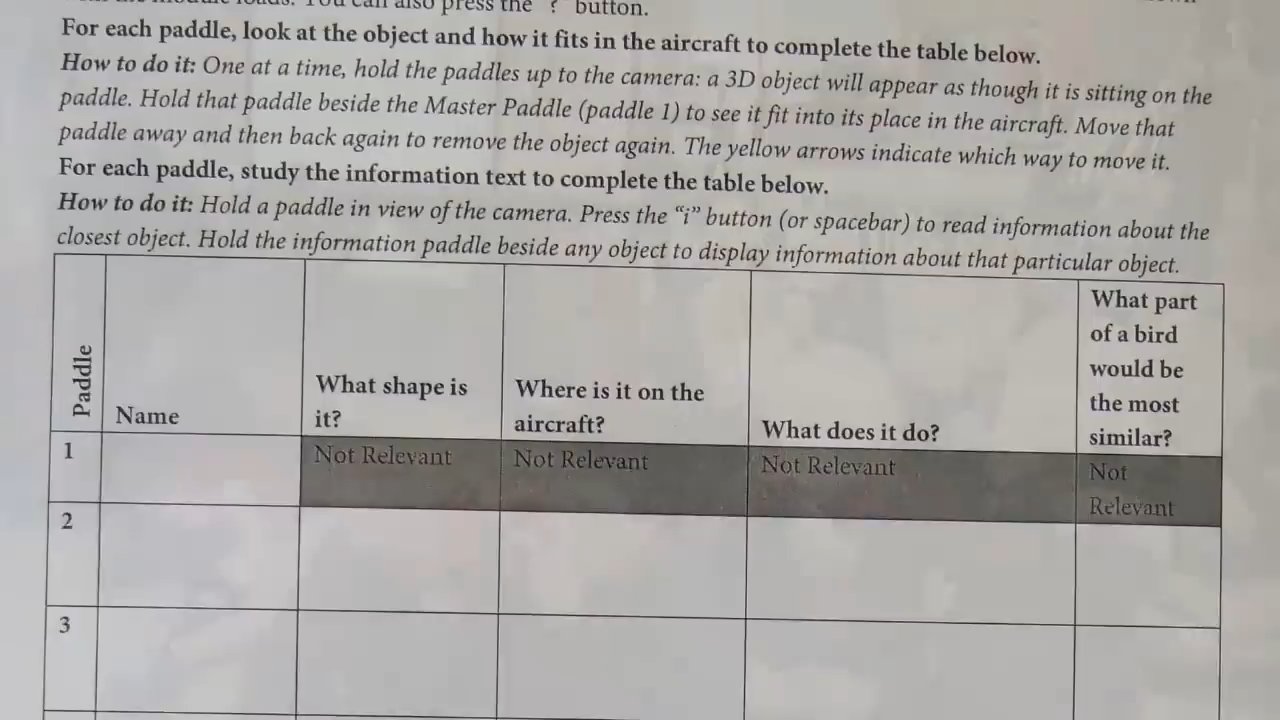 You can also press the "?" button.
For each paddle, look at the object and how it fits in the aircraft to complete the table below.
How to do it: One at a time, hold the paddles up to the camera: a 3D object will appear as though it is sitting on the
paddle. Hold that paddle beside the Master Paddle (paddle 1) to see it fit into its place in the aircraft. Move that
paddle away and then back again to remove the object again. The yellow arrows indicate which way to move it.
For each paddle, study the information text to complete the table below.
How to do it: Hold a paddle in view of the camera. Press the “i” button (or spacebar) to read information about the
closest object. Hold the information paddle beside any object to display information about that particular object.
Paddle
Name
What shape is
it?
Where is it on the
aircraft?
What does it do?
What part
of a bird
would be
the most
similar?
1
Not Relevant
Not Relevant
Not Relevant
Not
Relevant
2
3